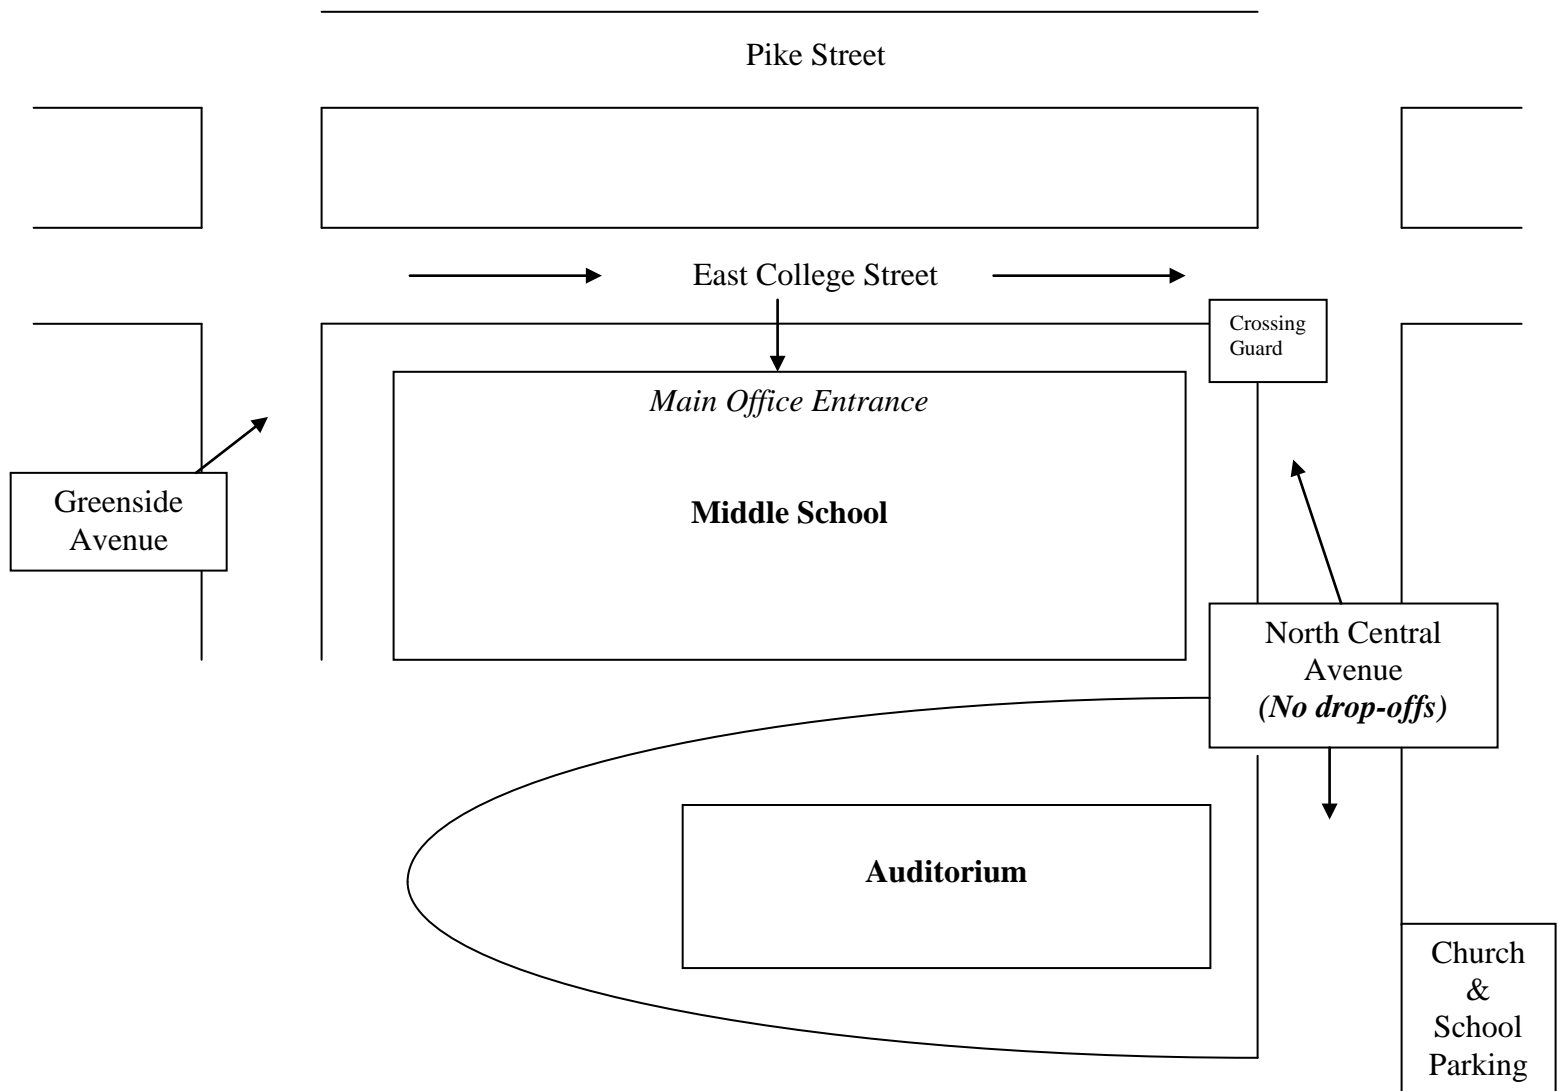 Pike Street
East College Street
Crossing
Guard
Main Office Entrance
Greenside
Avenue
Middle School
North Central
Avenue
(No drop-offs)
Auditorium
Church
&
School
Parking